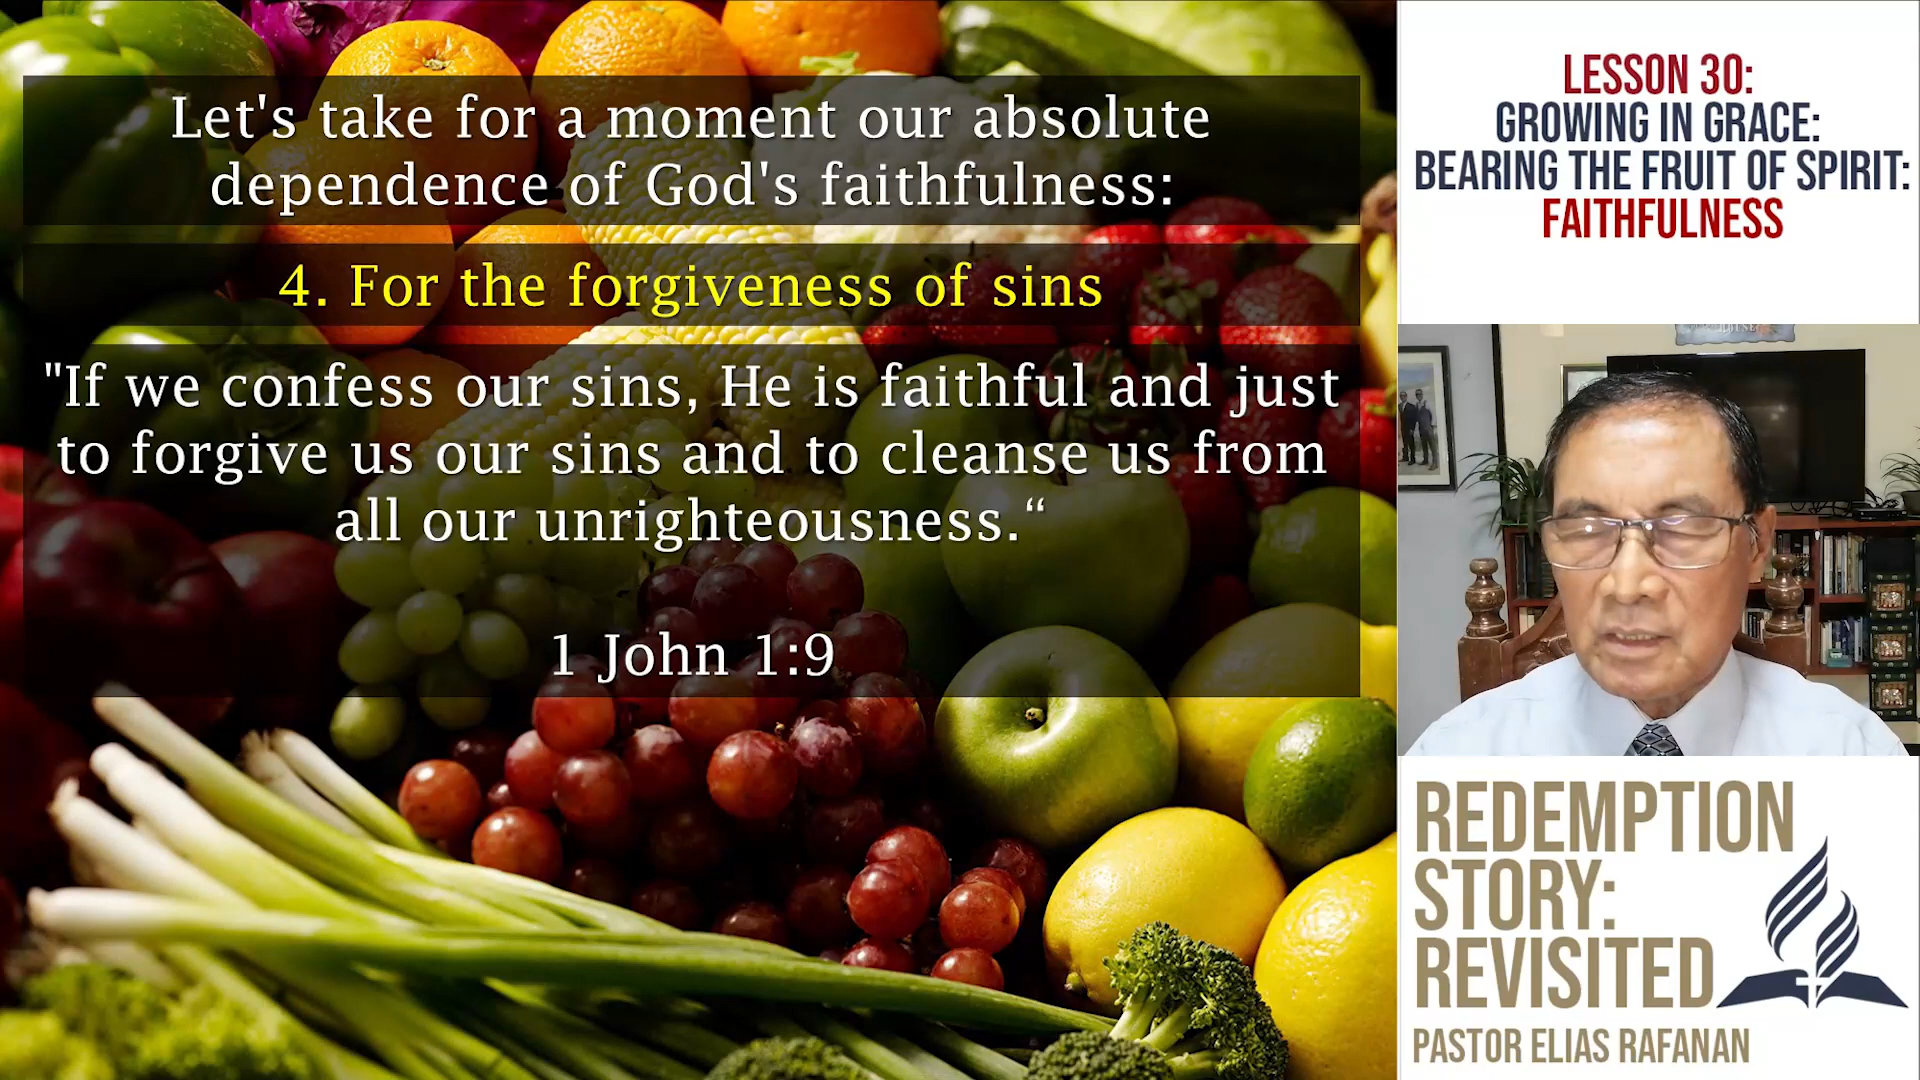 Let's take for a moment our absolute
dependence of God's faithfulness:
4. For the forgiveness of sins
"If we confess our sins, He is faithful and just
to forgive us our sins and to cleanse us from
all our unrighteousness.“
1 John 1:9
LESSON 30:
GROWING IN GRACE:
BEARING THE FRUIT OF SPIRIT:
FAITHFULNESS
REDEMPTION
STORY:
REVISITED
PASTOR ELIAS RAFANAN